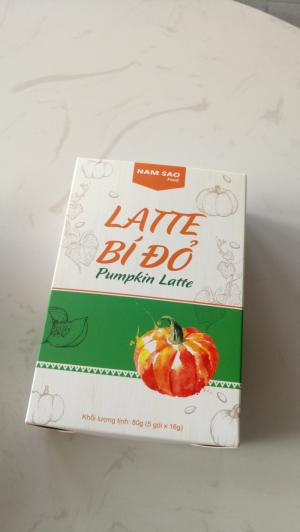 NAM SAO
Food
LATTE
BÍ ĐỎ
Pumpkin Latte
Khối lượng tịnh: 80g (5 gói x 16g)